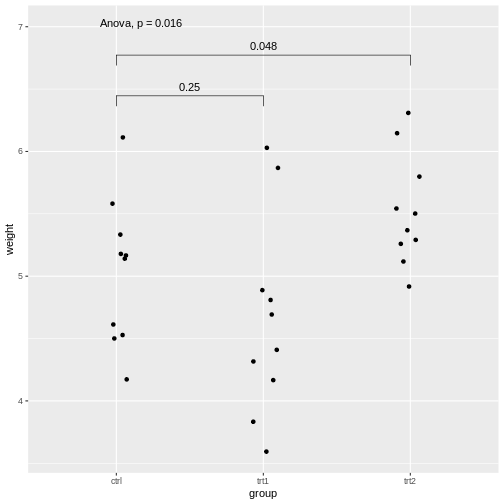 7
Anova, p = 0.016
0.048
0.25
6
weight
5
4
ctrl
trt1
trt2
group